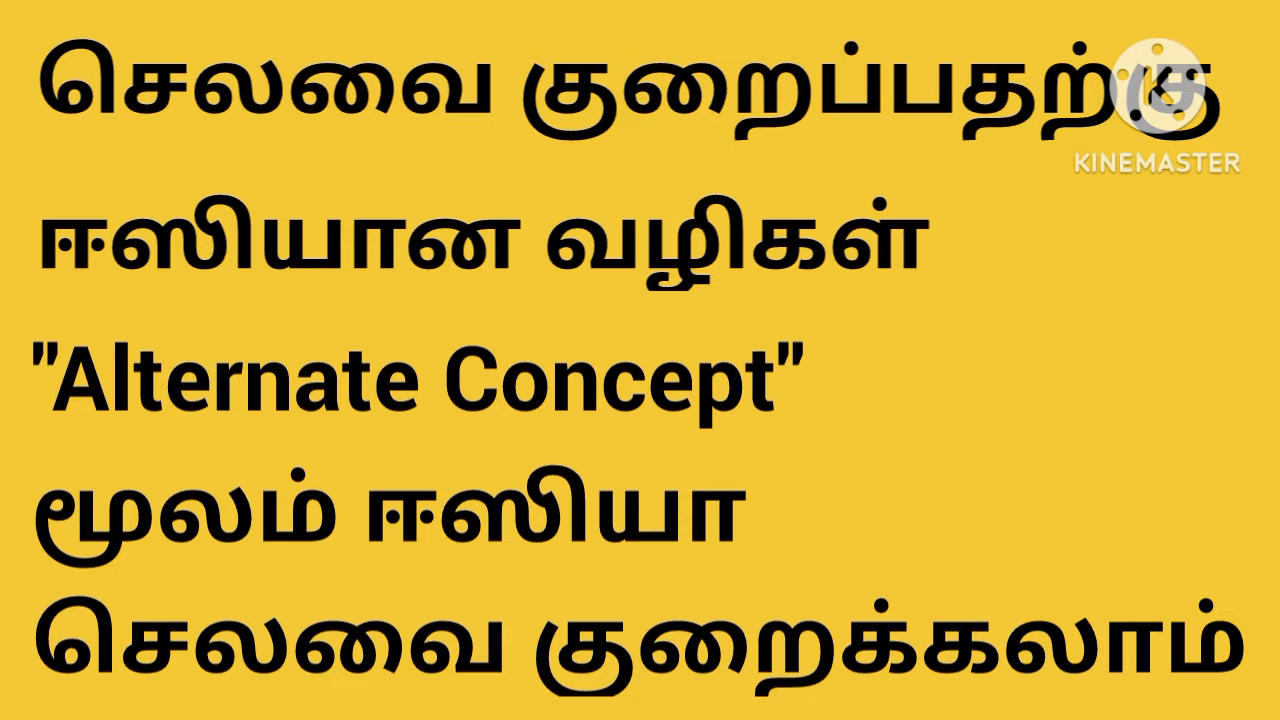 செலவை குறைப்பதற்கு
KINEMASTER
ஈஸியான வழிகள்
"Alternate Concept"
மூலம் ஈஸியா
செலவை குறைக்கலாம்